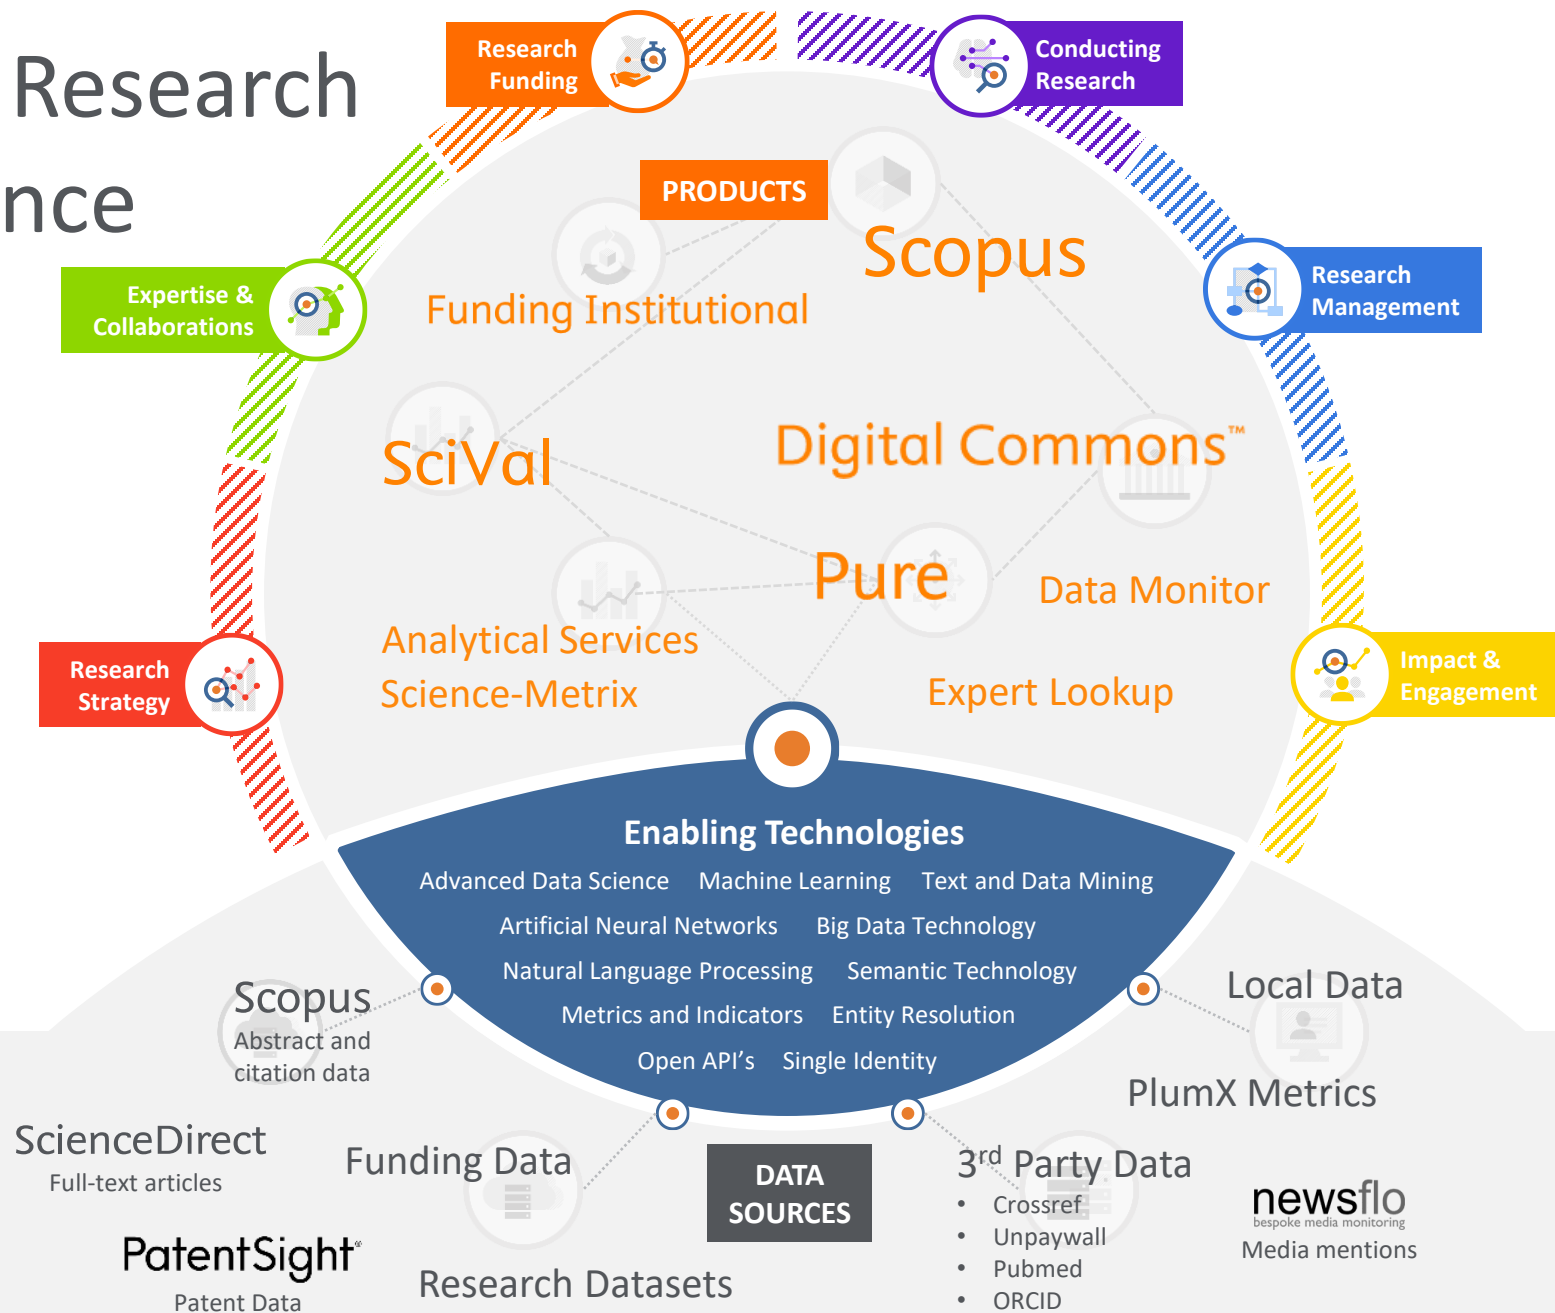 Research
nce
Research
Funding
Conducting
Research
PRODUCTS
Scopus
Expertise &
Collaborations
Funding Institutional
Research
Management
SciVal
Digital Commons™
Pure
Data Monitor
Analytical Services
Science-Metrix
Expert Lookup
Research
Strategy
Impact &
Engagement
Enabling Technologies
Advanced Data Science Machine Learning Text and Data Mining
Artificial Neural Networks Big Data Technology
Natural Language Processing Semantic Technology
Metrics and Indicators Entity Resolution
Open API's Single Identity
Scopus
Abstract and
citation data
Local Data
PlumX Metrics
ScienceDirect
Full-text articles
Funding Data
DATA
SOURCES
3rd Party Data
• Crossref
• Unpaywall
• Pubmed
• ORCID
newsflo
bespoke media monitoring
Media mentions
PatentSight®
Patent Data
Research Datasets